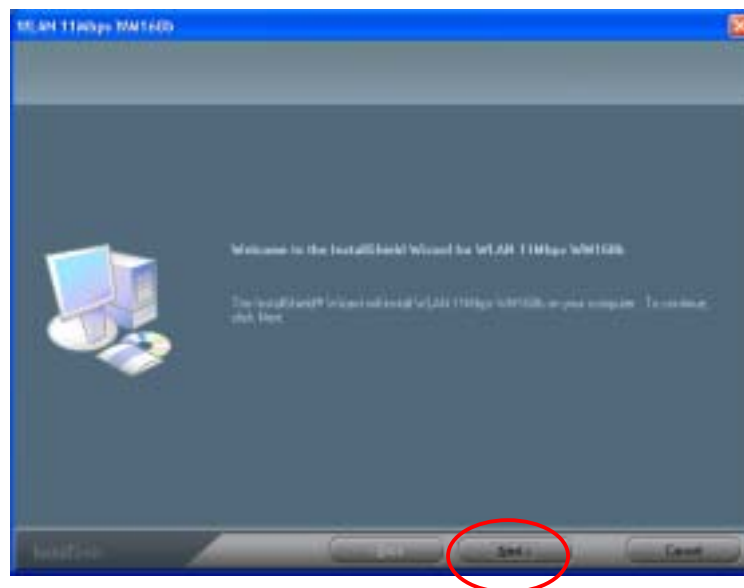 WLAN 11Mbps WM168b
Welcome to the InstallShield Wizard for WLAN 11Mbps WM168b
The InstallShield® Wizard will install WLAN 11Mbps WM168b on your computer. To continue,
click Next.
InstallShield
Next >
Cancel